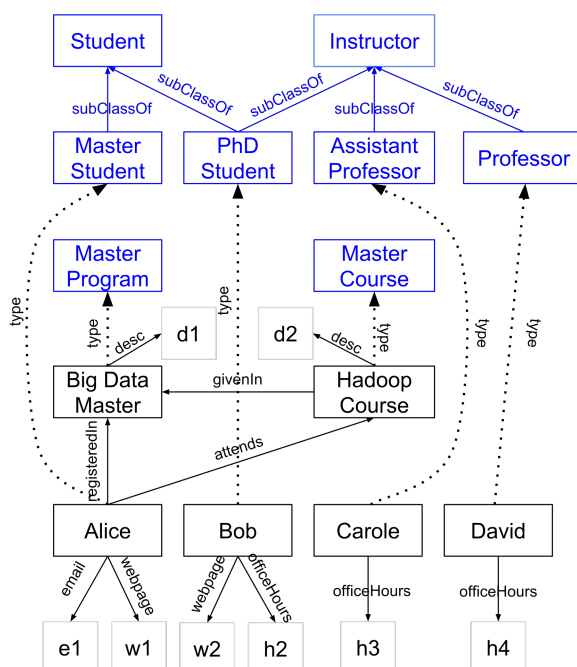 Student
Instructor
subClassOf
subClassOf
subClassOf
subClassOf
subClassOf
Master
Student
PhD
Student
Assistant
Professor
Professor
Master
Program
Master
Course
type
type
type
type
type
type
desc
d1
d2
desc
Big Data
Master
givenIn
Hadoop
Course
registeredIn
attends
Alice
Bob
Carole
David
email
webpage
webpage
officeHours
officeHours
officeHours
e1
w1
w2
h2
h3
h4